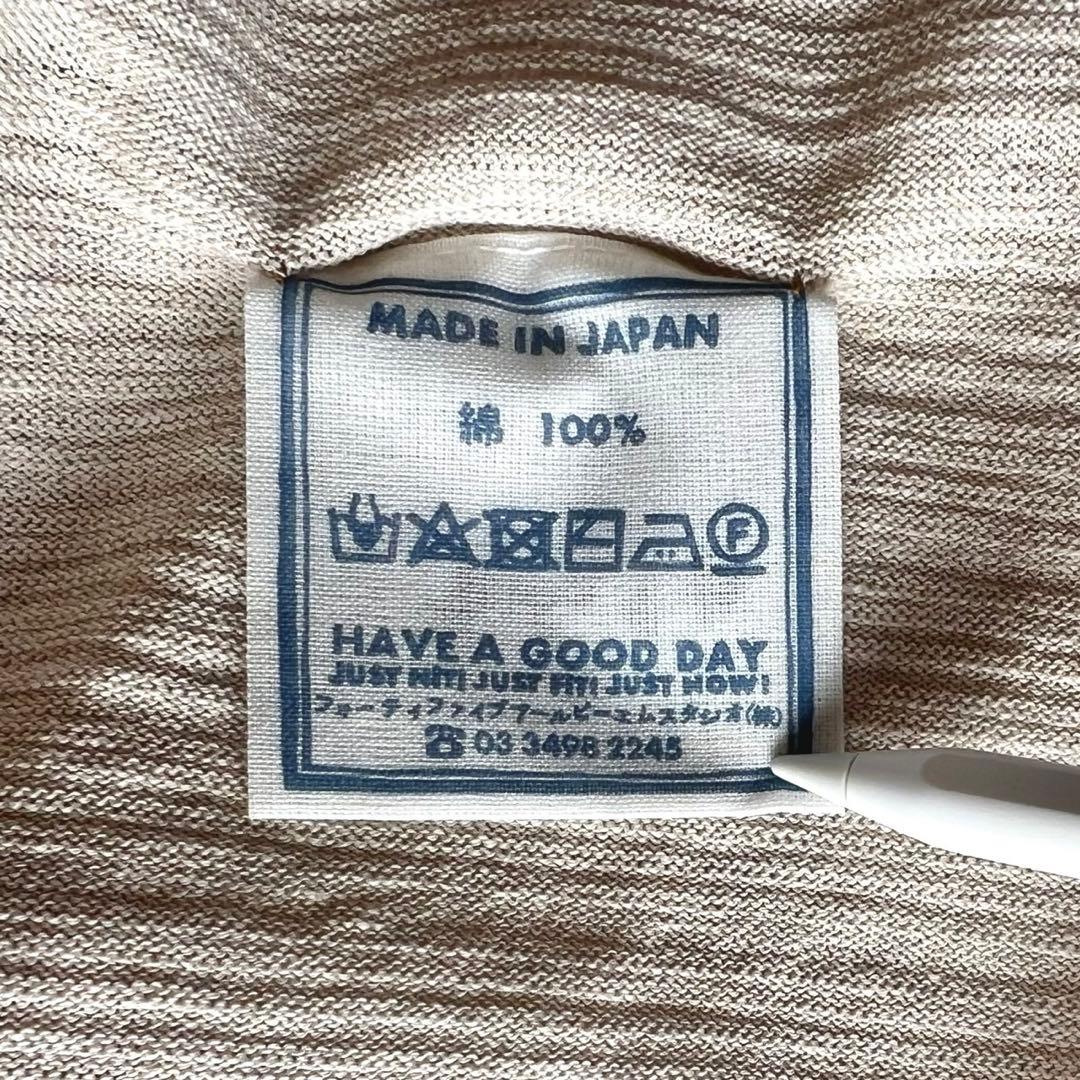 MADE IN JAPAN
綿 100%
F
HAVE A GOOD DAY
JUST HIT! JUST FIT! JUST NOW!
フォーティファイブアールピーエムスタジオ(株)
☎ 03 3498 2245